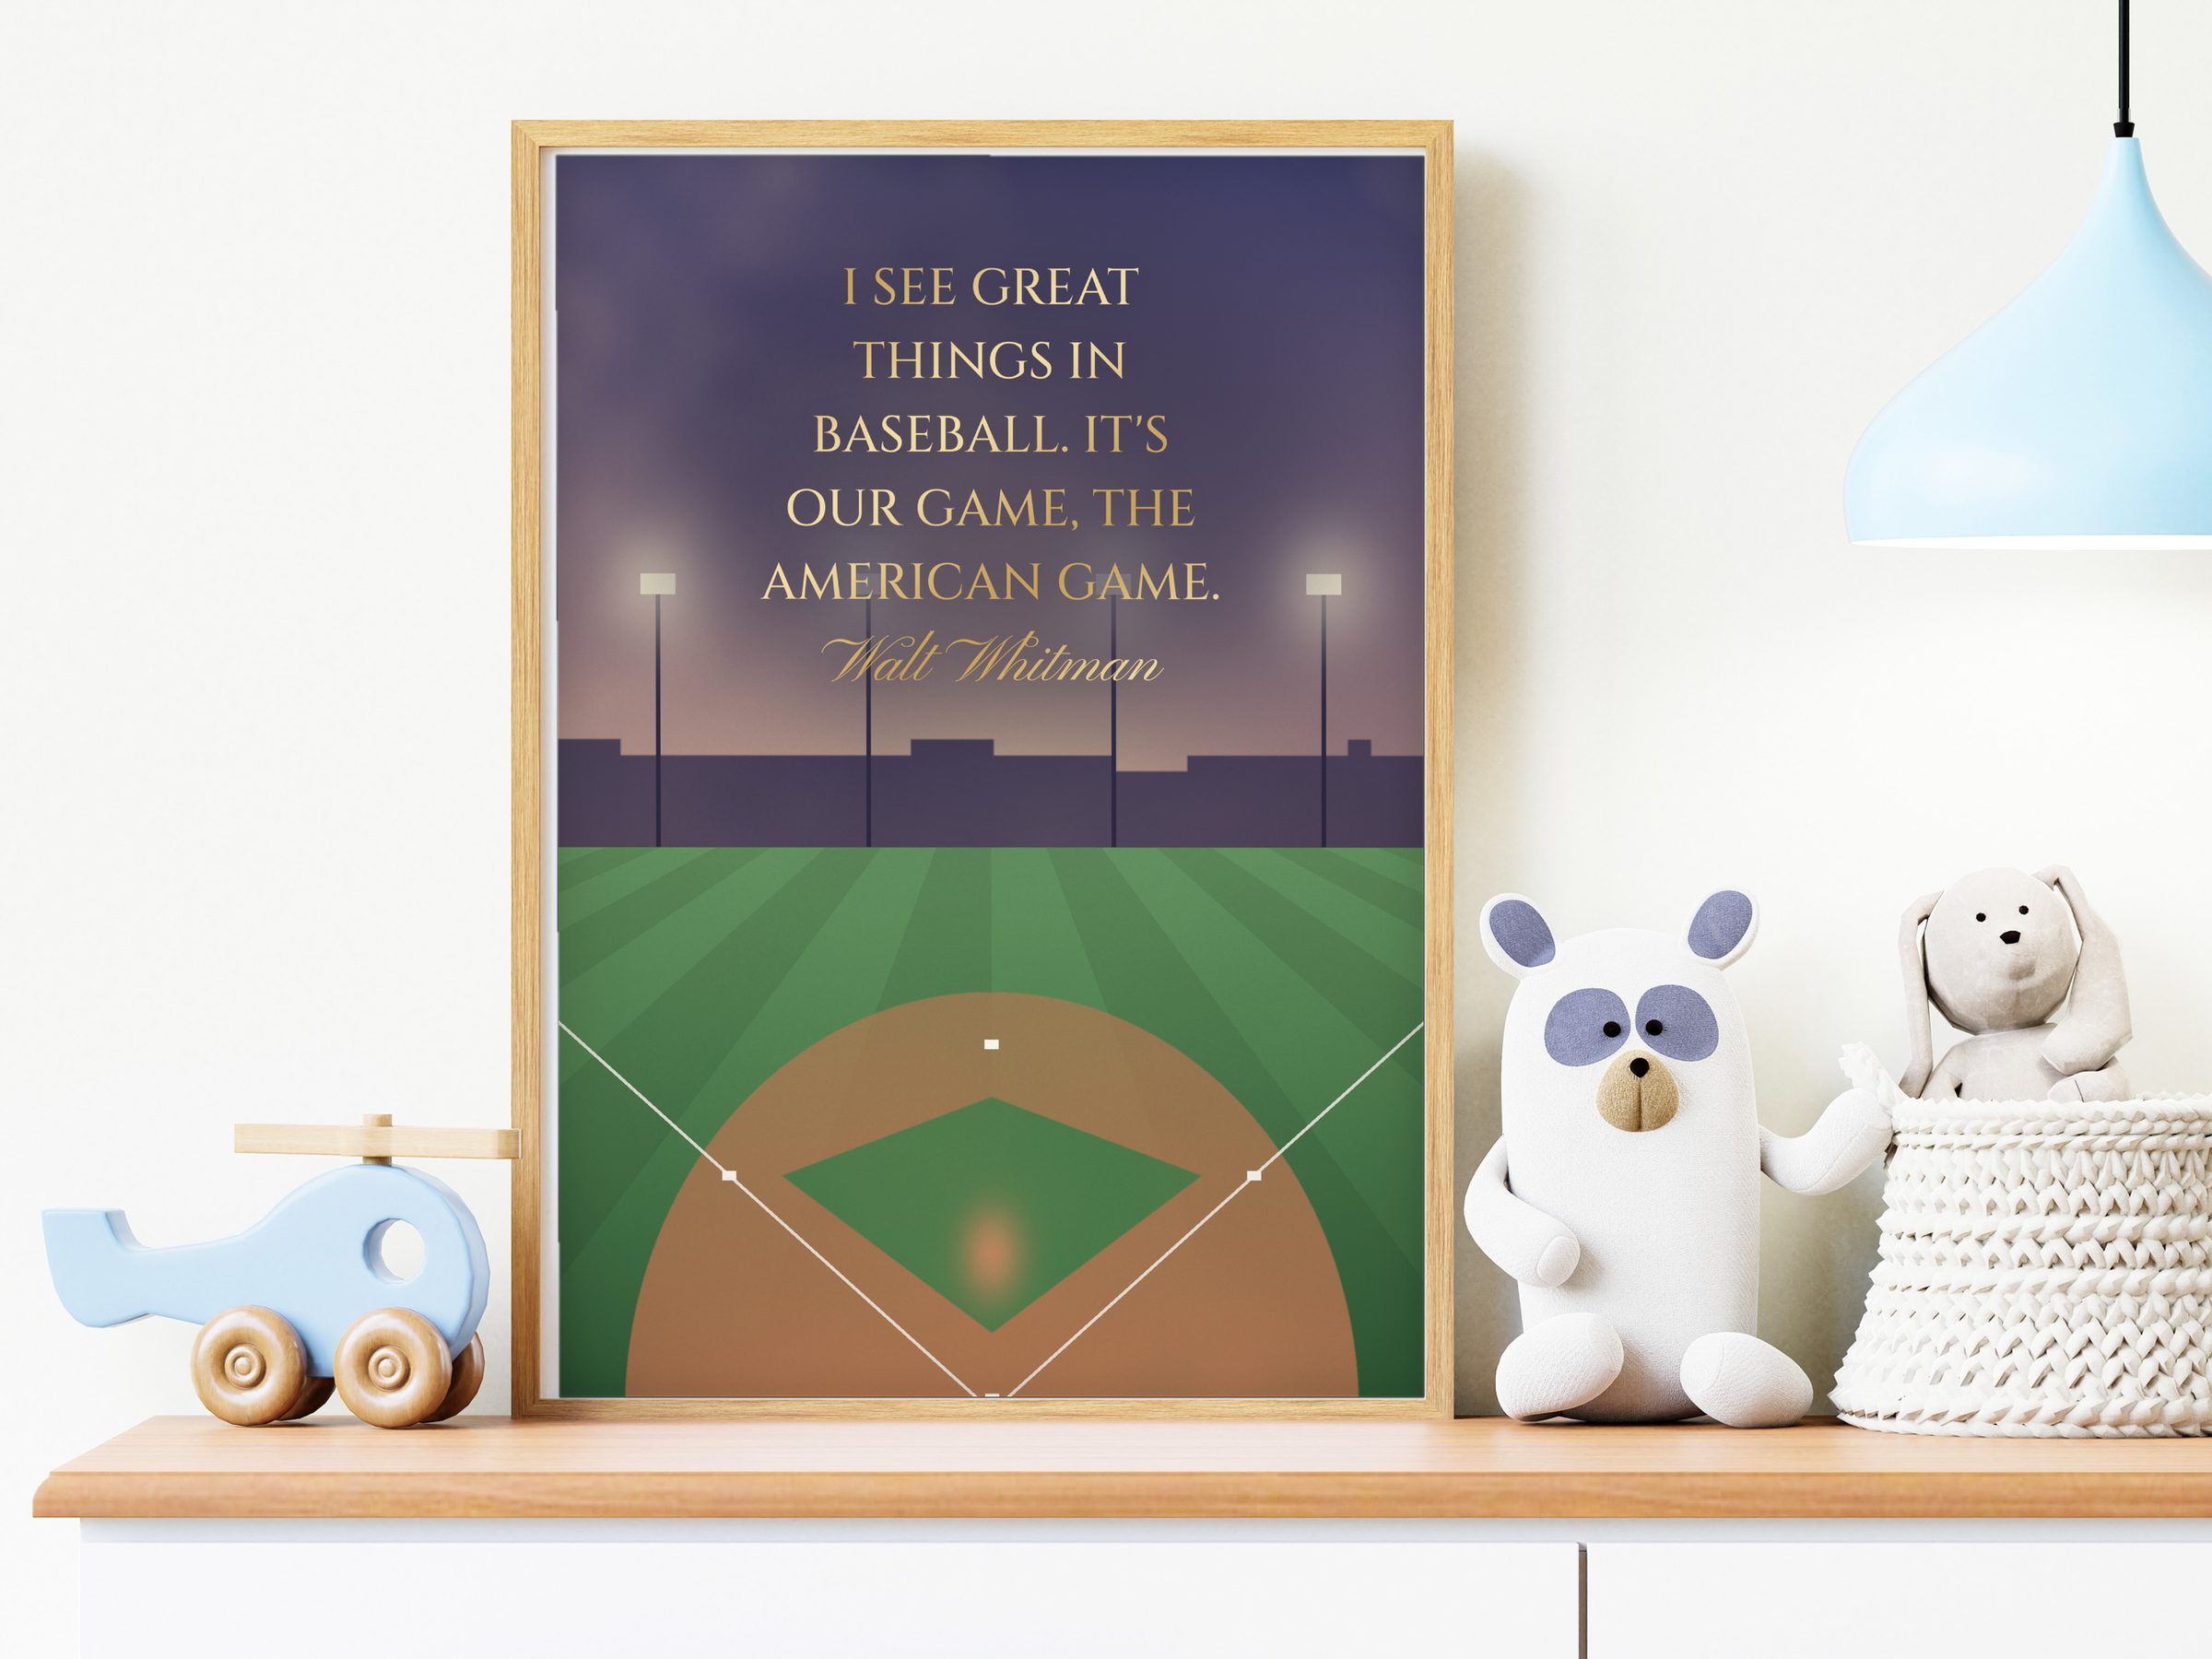 I SEE GREAT
THINGS IN
BASEBALL. IT'S
OUR GAME, THE
AMERICAN GAME.
Walt Whitman